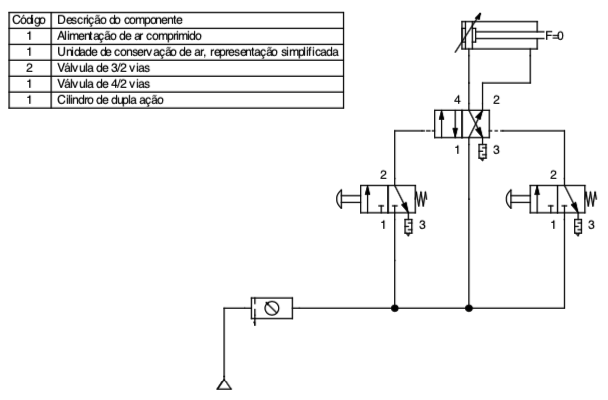 Código Descrição do componente
1 Alimentação de ar comprimido
1 Unidade de conservação de ar, representação simplificada
2 Válvula de 3/2 vias
1 Válvula de 4/2 vias
1 Cilindro de dupla ação
F=0
4 2
1 3
2
1 3
2
1 3